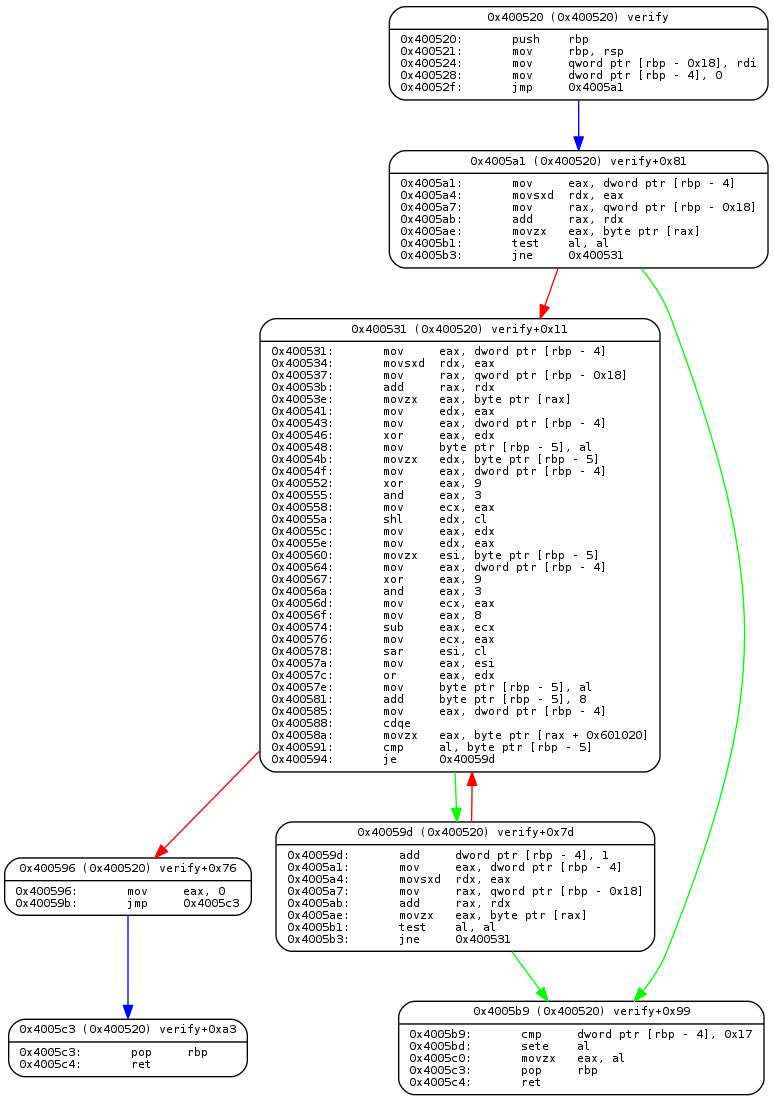 0x400520 (0x400520) verify
0x400520: push rbp
0x400521: mov rbp, rsp
0x400524: mov qword ptr [rbp - 0x18], rdi
0x400528: mov dword ptr [rbp - 4], 0
0x40052f: jmp 0x4005a1
0x4005a1 (0x400520) verify+0x81
0x4005a1: mov eax, dword ptr [rbp - 4]
0x4005a4: movsxd rdx, eax
0x4005a7: mov rax, qword ptr [rbp - 0x18]
0x4005ab: add rax, rdx
0x4005ae: movzx eax, byte ptr [rax]
0x4005b1: test al, al
0x4005b3: jne 0x400531
0x400531 (0x400520) verify+0x11
0x400531: mov eax, dword ptr [rbp - 4]
0x400534: movsxd rdx, eax
0x400537: mov rax, qword ptr [rbp - 0x18]
0x40053b: add rax, rdx
0x40053e: movzx eax, byte ptr [rax]
0x400541: mov edx, eax
0x400543: mov eax, dword ptr [rbp - 4]
0x400546: xor eax, edx
0x400548: mov byte ptr [rbp - 5], al
0x40054b: movzx edx, byte ptr [rbp - 5]
0x40054f: mov eax, dword ptr [rbp - 4]
0x400552: xor eax, 9
0x400555: and eax, 3
0x400558: mov ecx, eax
0x40055a: shl edx, cl
0x40055c: mov eax, edx
0x40055e: mov edx, eax
0x400560: movzx esi, byte ptr [rbp - 5]
0x400564: mov eax, dword ptr [rbp - 4]
0x400567: xor eax, 9
0x40056a: and eax, 3
0x40056d: mov ecx, eax
0x40056f: mov eax, 8
0x400574: sub eax, ecx
0x400576: mov ecx, eax
0x400578: sar esi, cl
0x40057a: mov eax, esi
0x40057c: or eax, edx
0x40057e: mov byte ptr [rbp - 5], al
0x400581: add byte ptr [rbp - 5], 8
0x400585: mov eax, dword ptr [rbp - 4]
0x400588: cdqe
0x40058a: movzx eax, byte ptr [rax + 0x601020]
0x400591: cmp al, byte ptr [rbp - 5]
0x400594: je 0x40059d
0x40059d (0x400520) verify+0x7d
0x40059d: add dword ptr [rbp - 4], 1
0x4005a1: mov eax, dword ptr [rbp - 4]
0x4005a4: movsxd rdx, eax
0x4005a7: mov rax, qword ptr [rbp - 0x18]
0x4005ab: add rax, rdx
0x4005ae: movzx eax, byte ptr [rax]
0x4005b1: test al, al
0x4005b3: jne 0x400531
0x400596 (0x400520) verify+0x76
0x400596: mov eax, 0
0x40059b: jmp 0x4005c3
0x4005c3 (0x400520) verify+0xa3
0x4005c3: pop rbp
0x4005c4: ret
0x4005b9 (0x400520) verify+0x99
0x4005b9: cmp dword ptr [rbp - 4], 0x17
0x4005bd: sete al
0x4005c0: movzx eax, al
0x4005c3: pop rbp
0x4005c4: ret